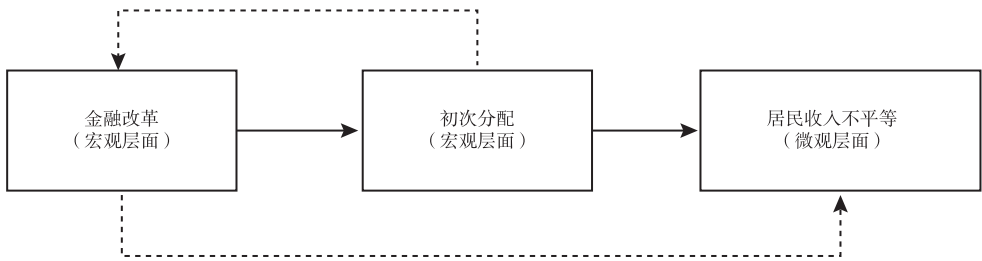 金融改革
（宏观层面）
初次分配
（宏观层面）
居民收入不平等
（微观层面）